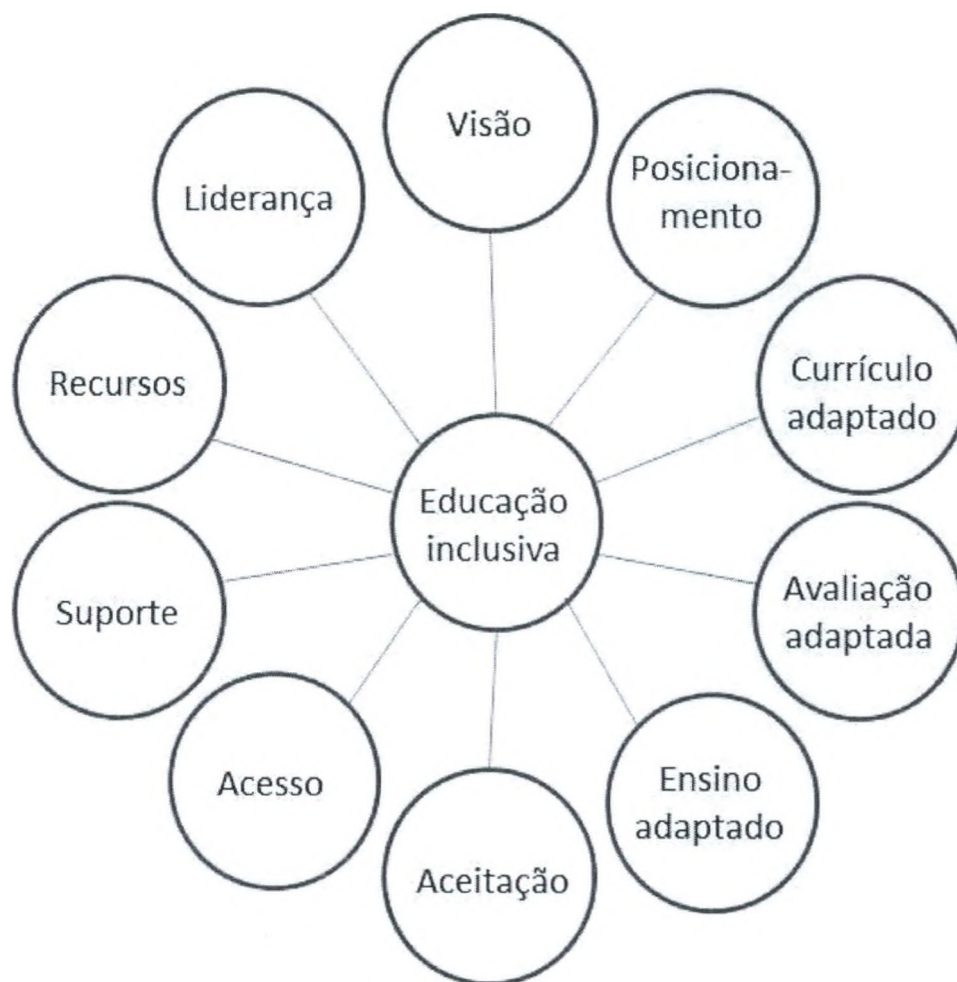 Visão
Posiciona-
mento
Currículo
adaptado
Avaliação
adaptada
Ensino
adaptado
Aceitação
Acesso
Suporte
Recursos
Liderança
Educação
inclusiva